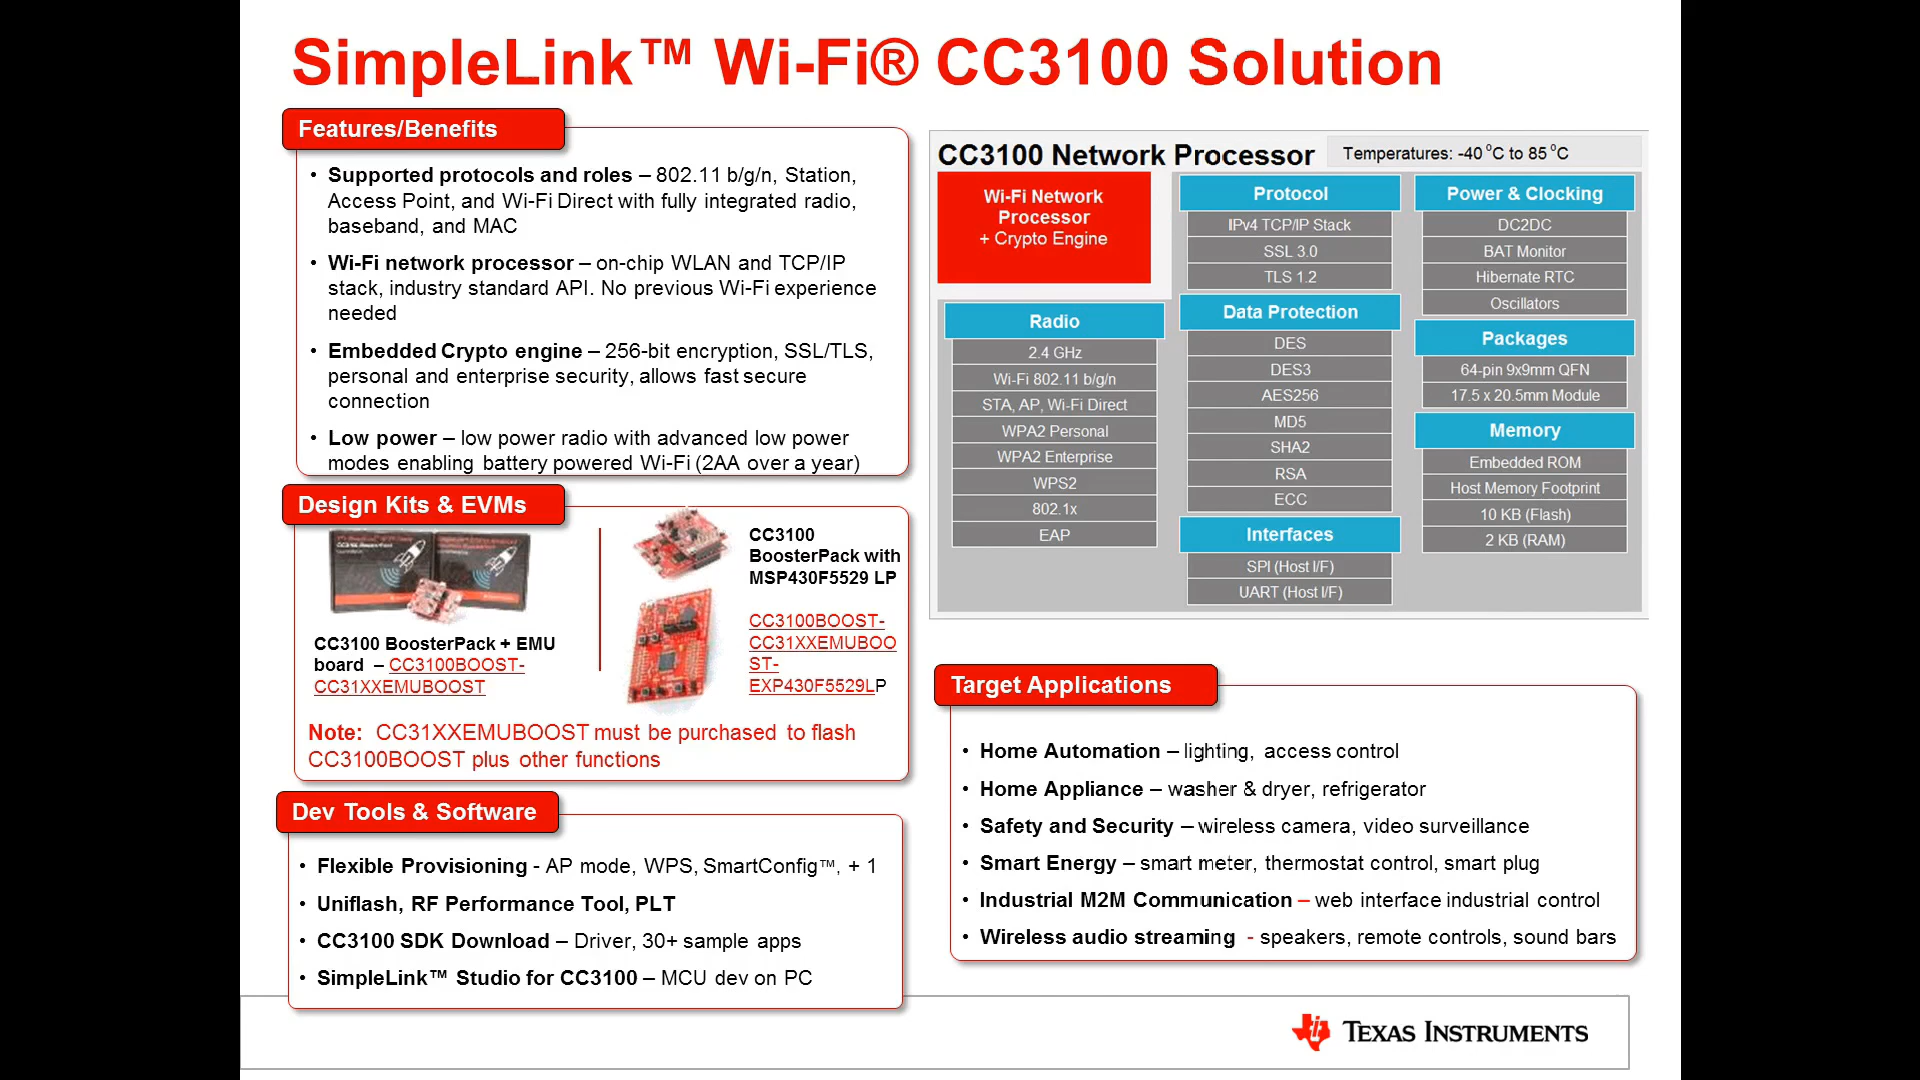 SimpleLink™ Wi-Fi® CC3100 Solution
Features/Benefits
• Supported protocols and roles – 802.11 b/g/n, Station,
Access Point, and Wi-Fi Direct with fully integrated radio,
baseband, and MAC
• Wi-Fi network processor – on-chip WLAN and TCP/IP
stack, industry standard API. No previous Wi-Fi experience
needed
• Embedded Crypto engine – 256-bit encryption, SSL/TLS,
personal and enterprise security, allows fast secure
connection
• Low power – low power radio with advanced low power
modes enabling battery powered Wi-Fi (2AA over a year)
Design Kits & EVMs
CC3100 BoosterPack + EMU
board – CC3100BOOST-
CC31XXEMUBOOST
CC3100
BoosterPack with
MSP430F5529 LP
CC3100BOOST-
CC31XXEMUBOO
ST-
EXP430F5529LP
Note: CC31XXEMUBOOST must be purchased to flash
CC3100BOOST plus other functions
Dev Tools & Software
• Flexible Provisioning - AP mode, WPS, SmartConfig™, + 1
• Uniflash, RF Performance Tool, PLT
• CC3100 SDK Download – Driver, 30+ sample apps
• SimpleLink™ Studio for CC3100 – MCU dev on PC
CC3100 Network Processor
Temperatures: -40 °C to 85 °C
Wi-Fi Network
Processor
+ Crypto Engine
Radio
2.4 GHz
Wi-Fi 802.11 b/g/n
STA, AP, Wi-Fi Direct
WPA2 Personal
WPA2 Enterprise
WPS2
802.1x
EAP
Protocol
IPv4 TCP/IP Stack
SSL 3.0
TLS 1.2
Data Protection
DES
DES3
AES256
MD5
SHA2
RSA
ECC
Interfaces
SPI (Host I/F)
UART (Host I/F)
Power & Clocking
DC2DC
BAT Monitor
Hibernate RTC
Oscillators
Packages
64-pin 9x9mm QFN
17.5 x 20.5mm Module
Memory
Embedded ROM
Host Memory Footprint
10 KB (Flash)
2 KB (RAM)
Target Applications
• Home Automation – lighting, access control
• Home Appliance – washer & dryer, refrigerator
• Safety and Security – wireless camera, video surveillance
• Smart Energy – smart meter, thermostat control, smart plug
• Industrial M2M Communication – web interface industrial control
• Wireless audio streaming - speakers, remote controls, sound bars
TEXAS INSTRUMENTS